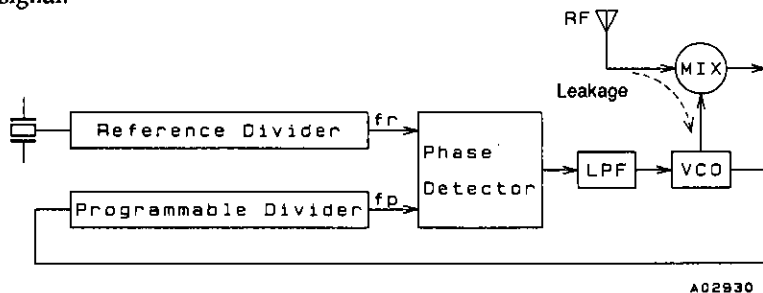 signal.
RF
MIX
Leakage
Reference Divider
fr
Phase
Detector
LPF
VCO
Programmable Divider
fp
A02930